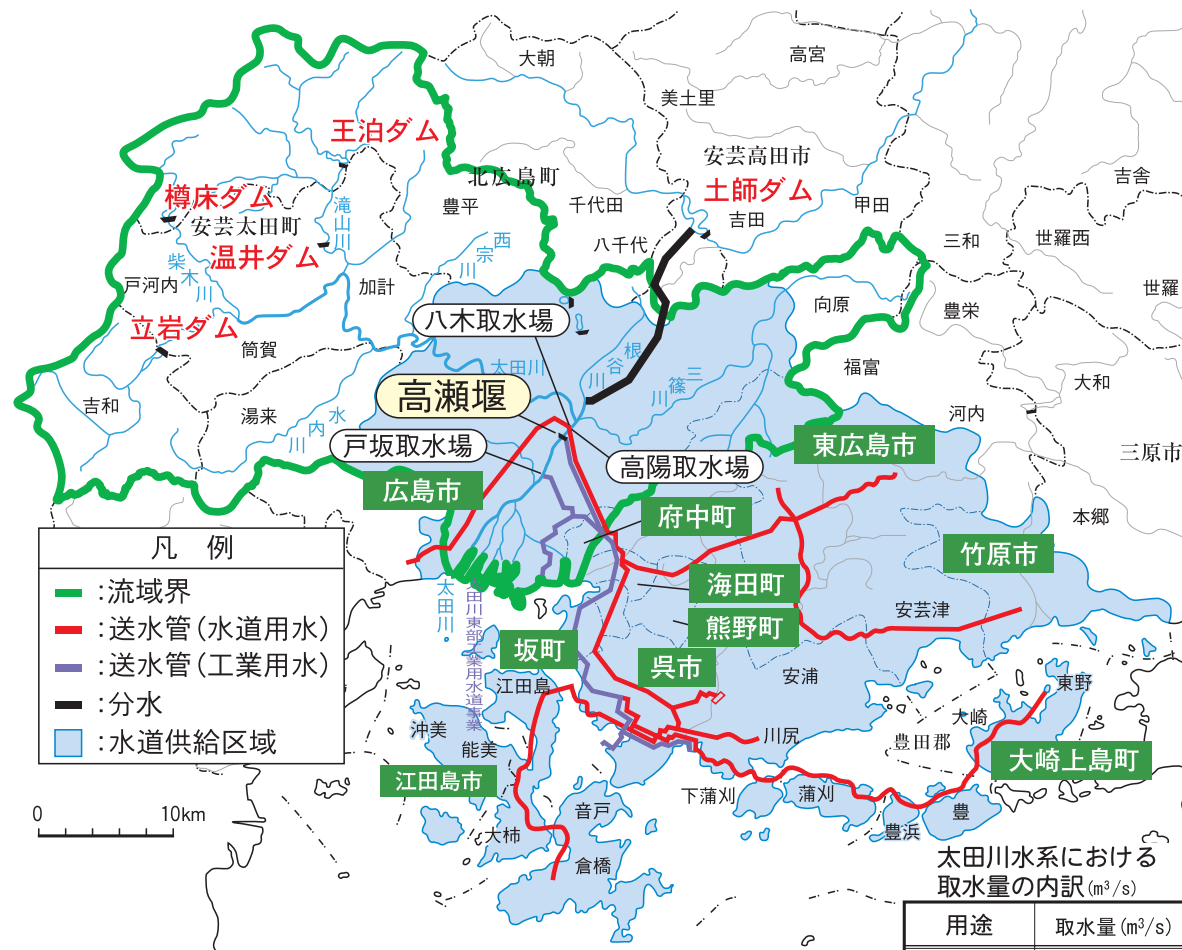 大朝
高宮
美土里
王泊ダム
安芸高田市
北広島町
土師ダム
吉舎
樽床ダム
安芸太田町
滝山川
豊平
千代田
吉田
甲田
温井ダム
柴木川
西宗川
八千代
三和
世羅西
戸河内
加計
向原
豊栄
世羅
立岩ダム
筒賀
八木取水場
太田川
根谷川
三篠川
福富
大和
吉和
湯来
水内川
高瀬堰
河内
戸坂取水場
高陽取水場
東広島市
三原市
広島市
府中町
本郷
竹原市
海田町
安芸津
熊野町
太田川
太田川東部工業用水道事業
坂町
呉市
安浦
江田島
東野
沖美
能美
川尻
大崎
豊田郡
大崎上島町
江田島市
下蒲刈
蒲刈
豊浜
豊
音戸
大柿
倉橋
凡 例
:流域界
:送水管(水道用水)
:送水管(工業用水)
:分水
:水道供給区域
0 10km
太田川水系における
取水量の内訳(m³/s)
用途 取水量(m³/s)